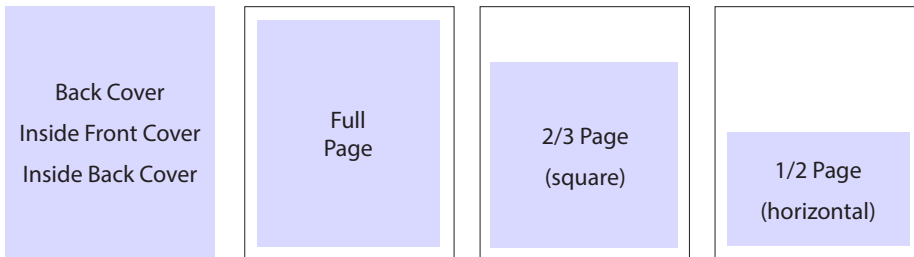 Back Cover
Inside Front Cover
Inside Back Cover
Full
Page
2/3 Page
(square)
1/2 Page
(horizontal)